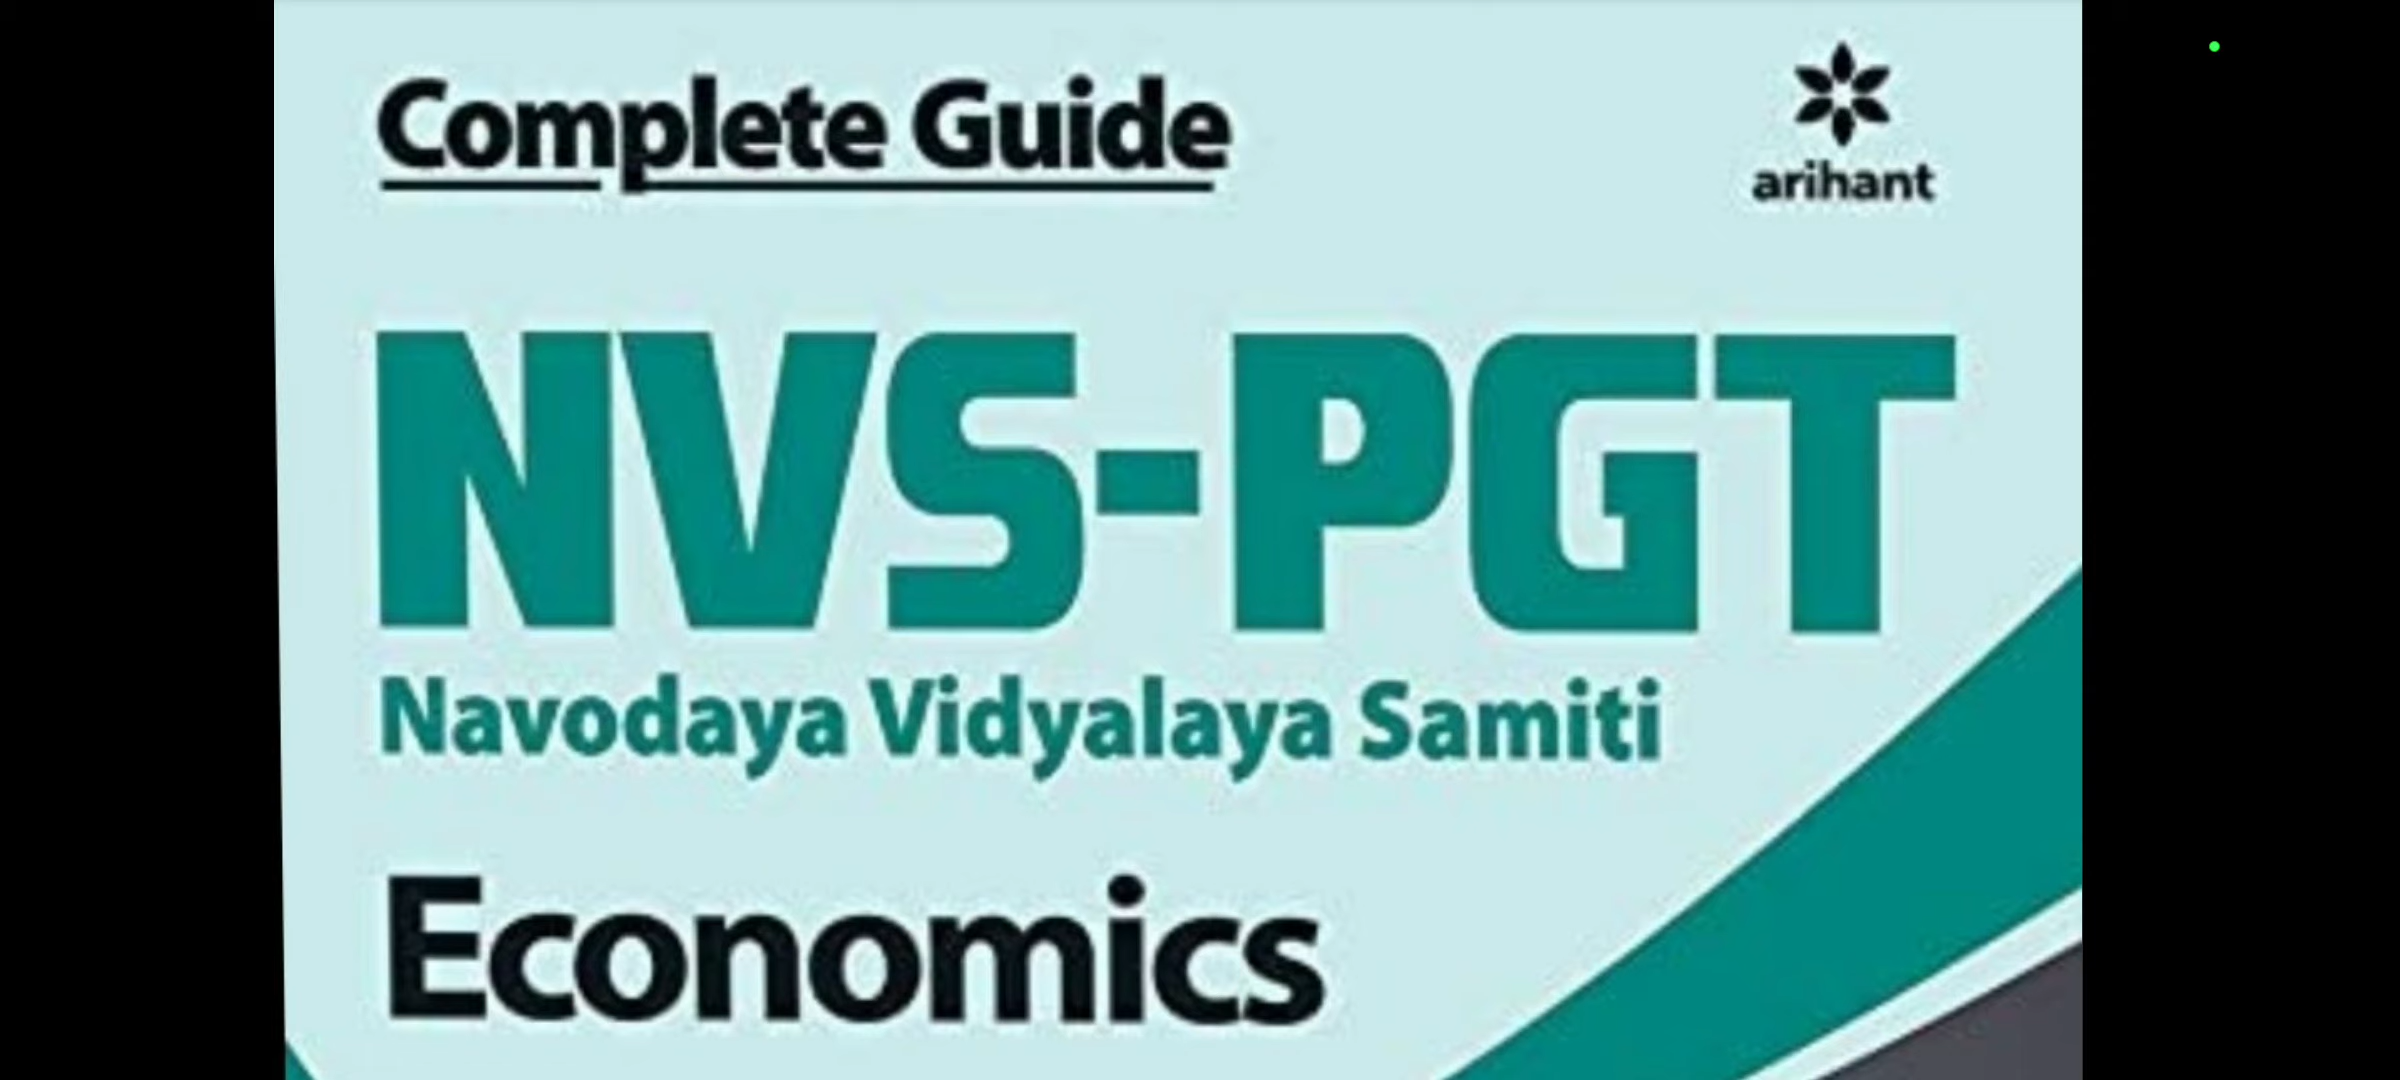 Complete Guide
arihant
NVS-PGT
Navodaya Vidyalaya Samiti
Economics